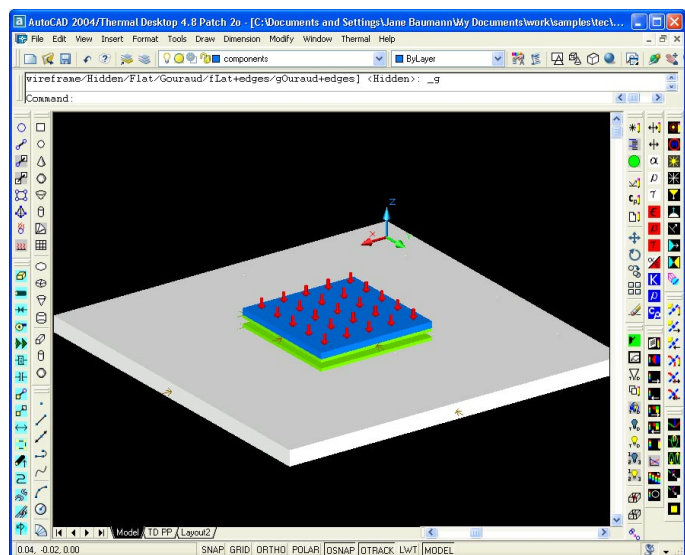 AutoCAD 2004/Thermal Desktop 4.8 Patch 2o - [C:\Documents and Settings\Jane Baumann\My Documents\work\samples\tec\...
File Edit View Insert Format Tools Draw Dimension Modify Window Thermal Help
components ByLayer
wireframe/Hidden/Flat/Gouraud/fLat+edges/gOuraud+edges] <Hidden>: _g
Command:
Z
X
Model TD PP Layout2
0.04, -0.02, 0.00 SNAP GRID ORTHO POLAR OSNAP OTRACK LWT MODEL